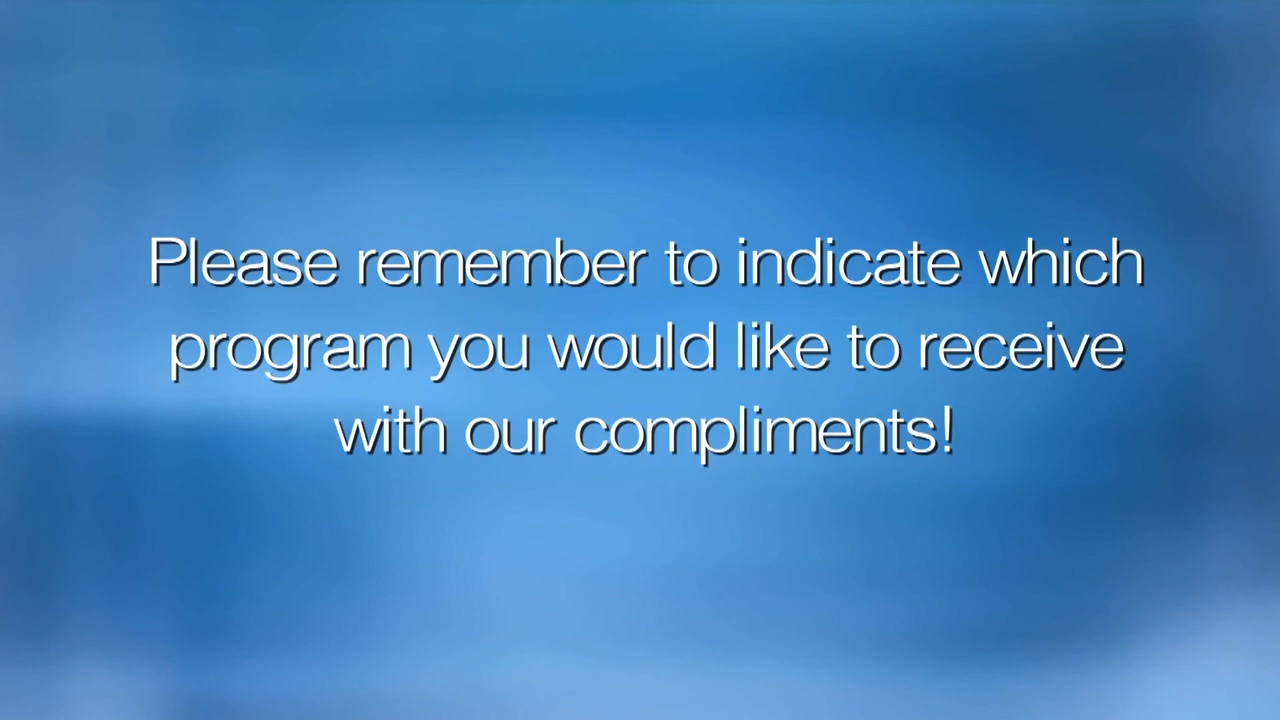 Please remember to indicate which
program you would like to receive
with our compliments!